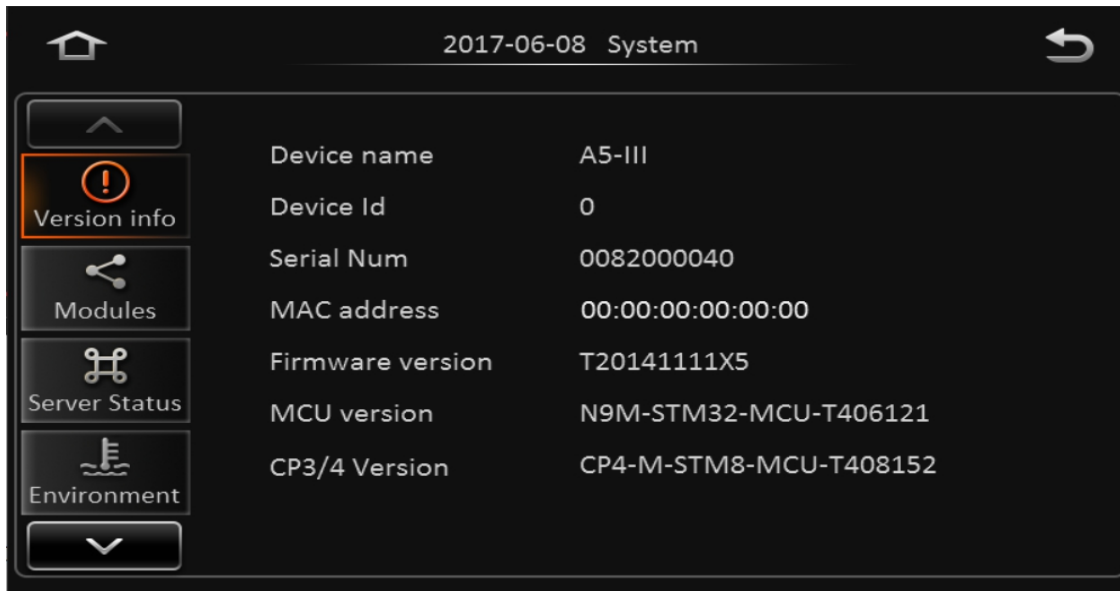 2017-06-08 System
Version info
Modules
Server Status
Environment
Device name A5-III
Device Id 0
Serial Num 0082000040
MAC address 00:00:00:00:00:00
Firmware version T20141111X5
MCU version N9M-STM32-MCU-T406121
CP3/4 Version CP4-M-STM8-MCU-T408152